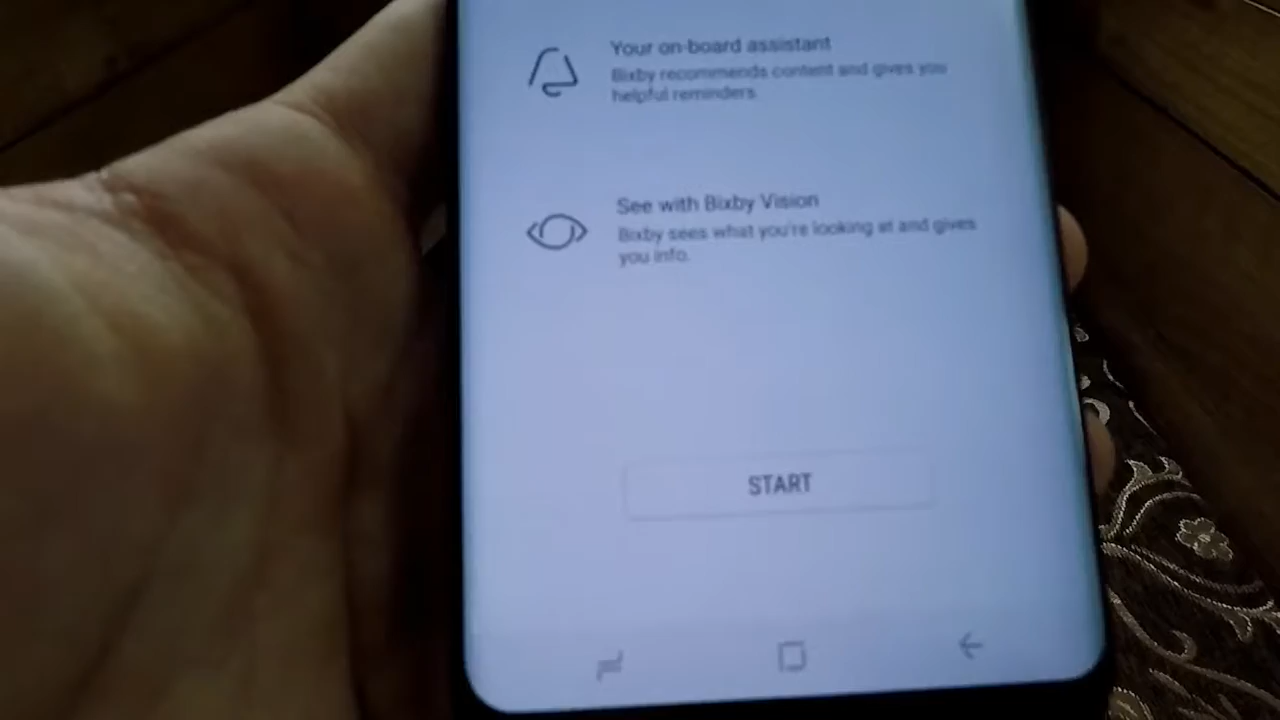 Your on-board assistant
Bixby recommends content and gives you
helpful reminders.
See with Bixby Vision
Bixby sees what you're looking at and gives
you info.
START